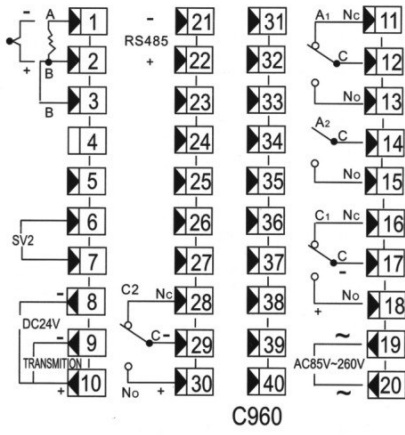 - A 1 - 21 31 A1 Nc 11
RS485
+ B 2 + 22 32 C 12
B 3 23 33 No 13
4 24 34 A2 C 14
5 25 35 No 15
6 26 36 C1 Nc 16
SV2
7 27 37 C - 17
- 8 C2 Nc 28 38 + No 18
DC24V
- 9 C - 29 39 ~ 19
TRANSMITION AC85V~260V
+ 10 No + 30 40 ~ 20
C960